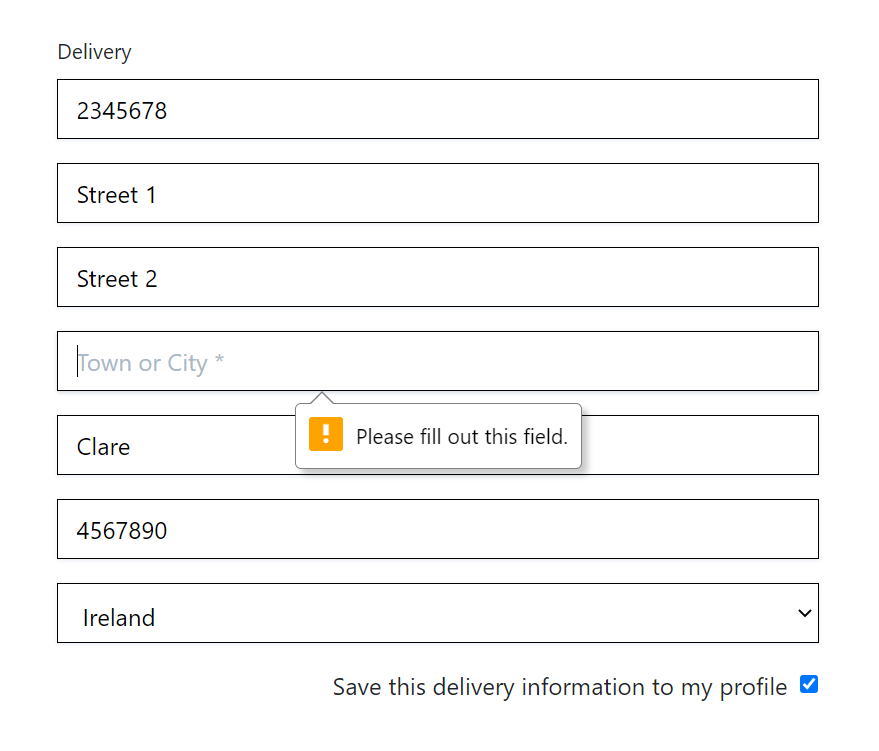 Delivery
2345678
Street 1
Street 2
Town or City *
Please fill out this field.
Clare
4567890
Ireland
Save this delivery information to my profile